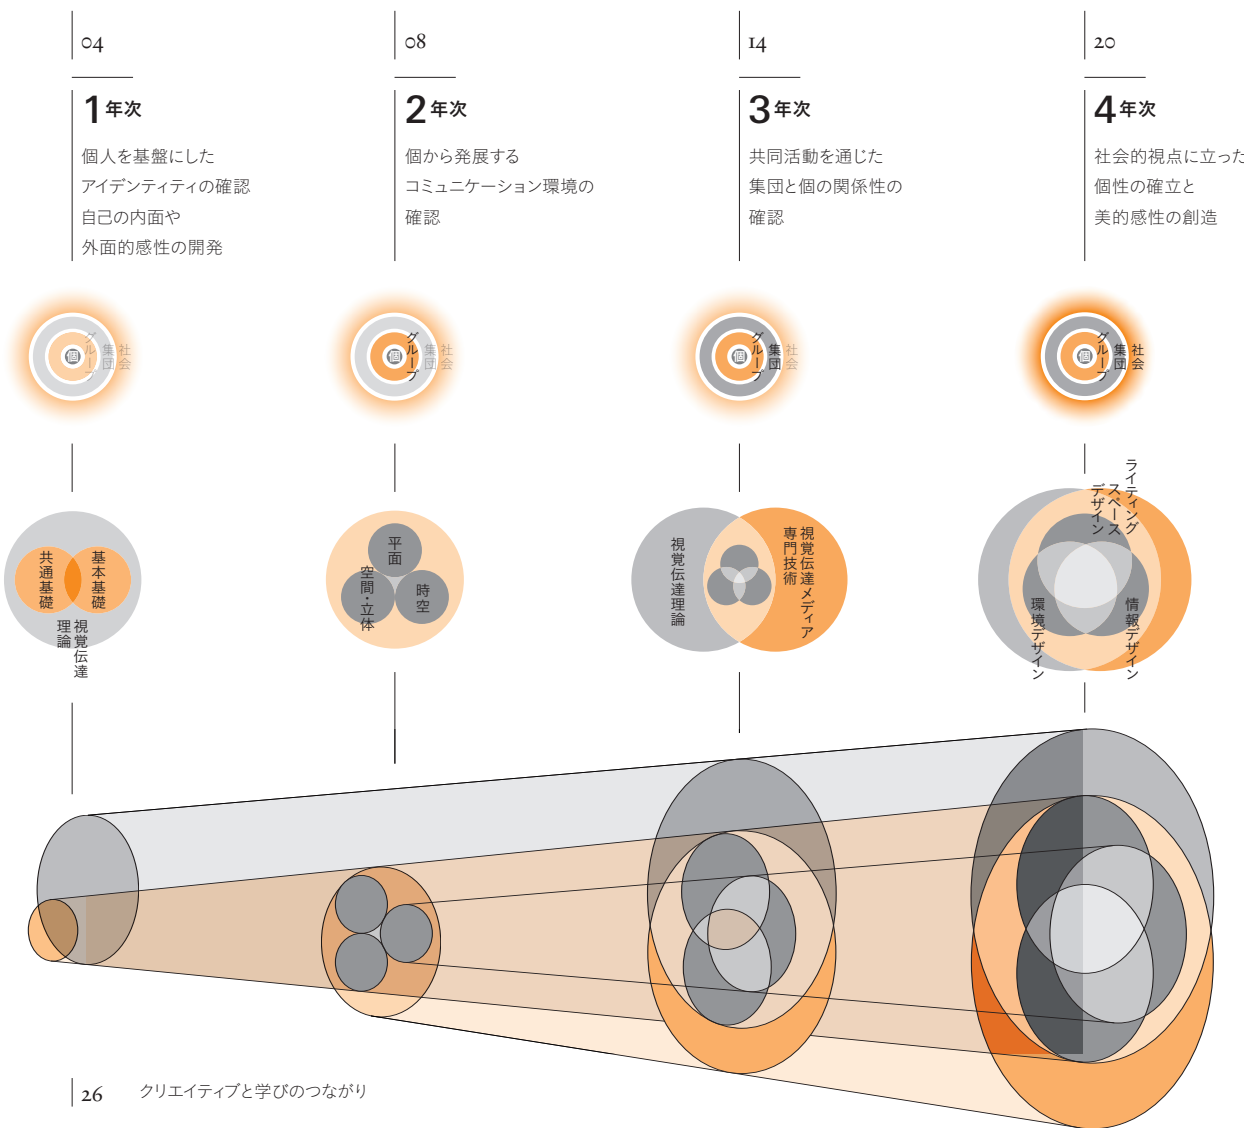 04
1年次
個人を基盤にした
アイデンティティの確認
自己の内面や
外面的感性の開発
個
グループ
集団
社会
共通基礎
基本基礎
視覚伝達
理論
08
2年次
個から発展する
コミュニケーション環境の
確認
個
グループ
集団
社会
平面
空間・立体
時空
14
3年次
共同活動を通じた
集団と個の関係性の
確認
個
グループ
集団
社会
視覚伝達理論
視覚伝達メディア
専門技術
20
4年次
社会的視点に立った
個性の確立と
美的感性の創造
個
グループ
集団
社会
ライティング
スペース
デザイン
環境デザイン
情報デザイン
26 クリエイティブと学びのつながり